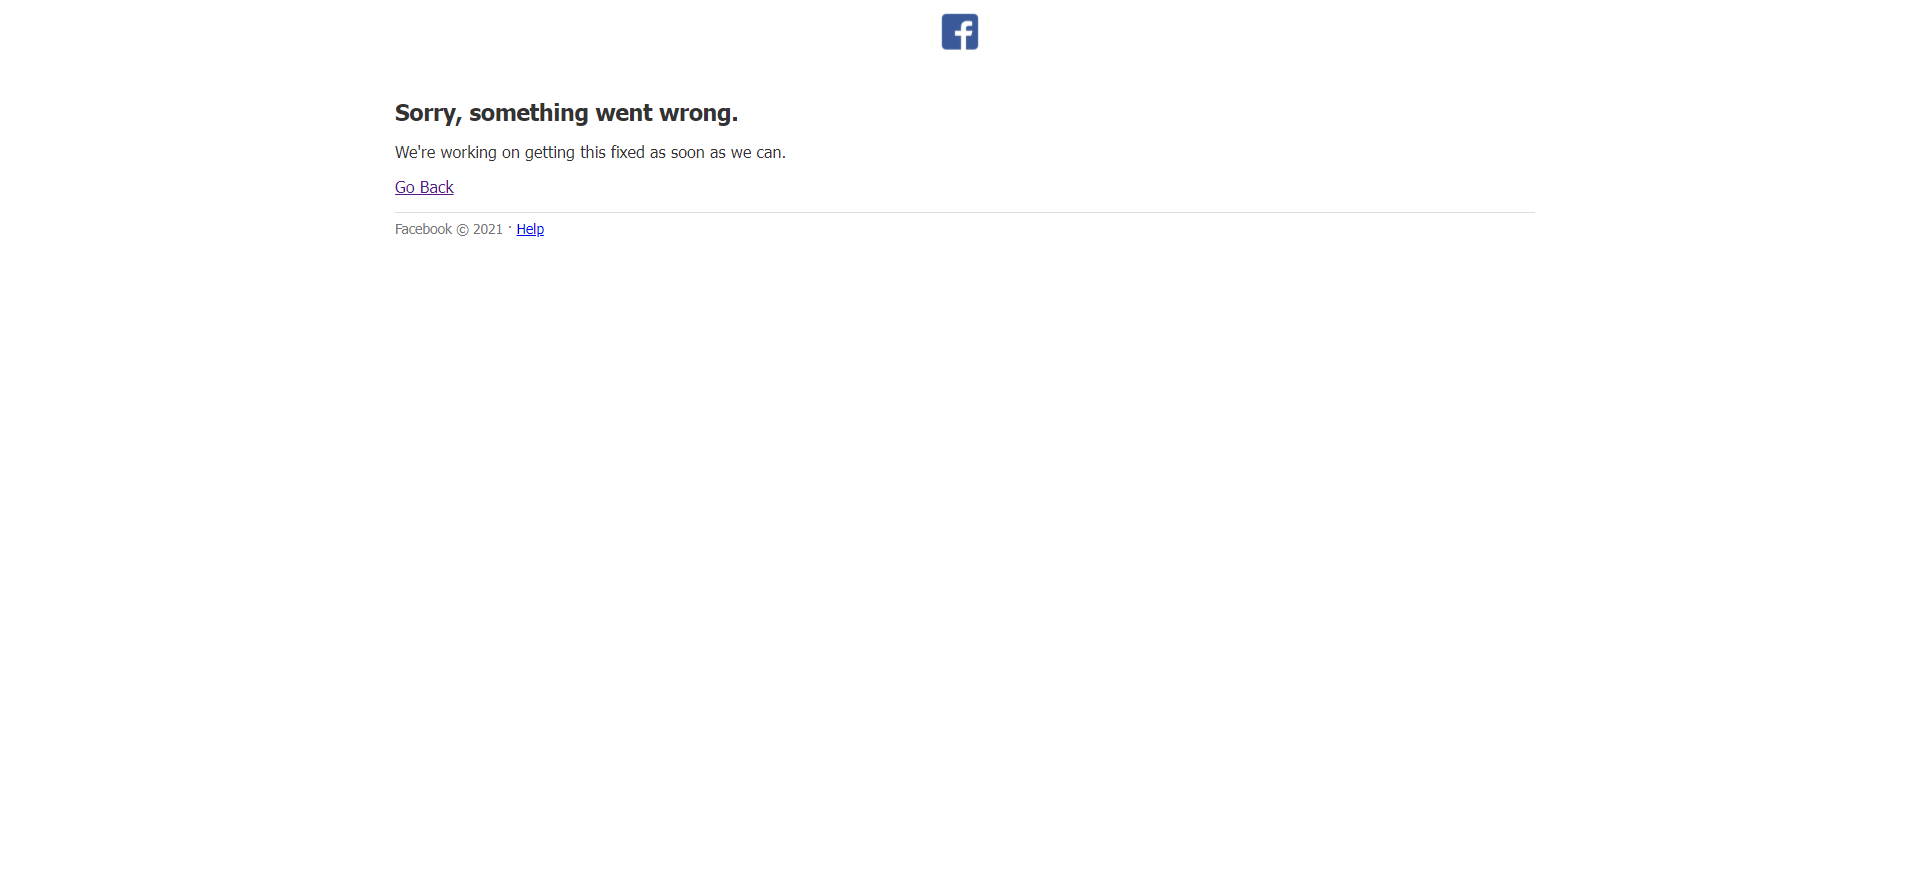 Sorry, something went wrong.
We're working on getting this fixed as soon as we can.
Go Back
Facebook © 2021 · Help